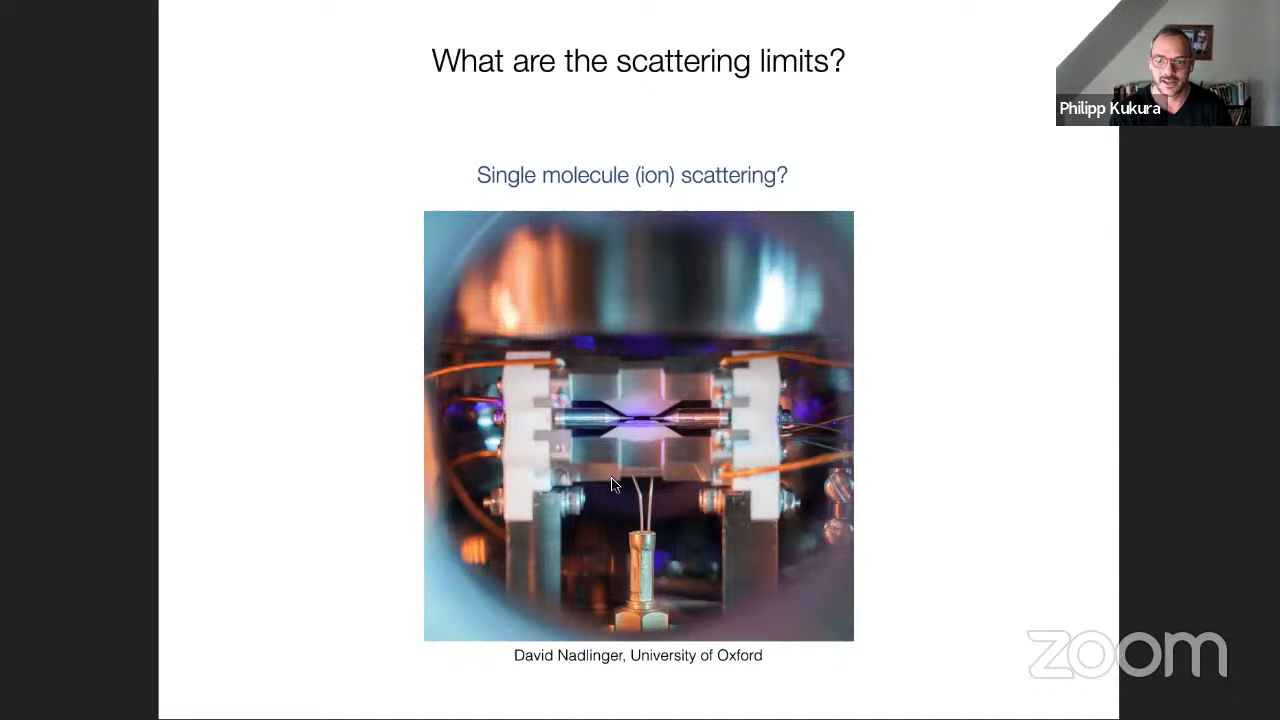 What are the scattering limits?
Philipp Kukura
Single molecule (ion) scattering?
David Nadlinger, University of Oxford
zoom